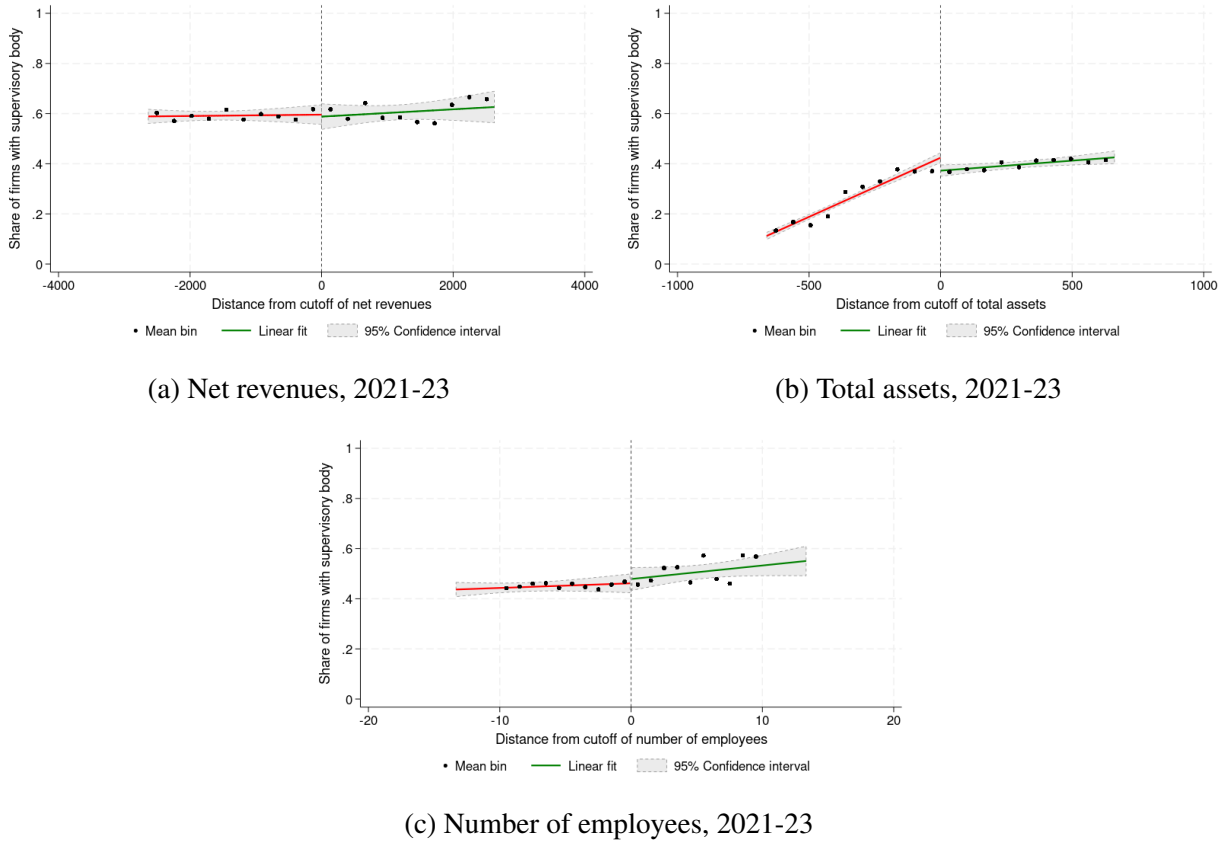 Share of firms with supervisory body
1
.8
.6
.4
.2
0
-4000 -2000 0 2000 4000
Distance from cutoff of net revenues
Mean bin Linear fit 95% Confidence interval
(a) Net revenues, 2021-23
Share of firms with supervisory body
1
.8
.6
.4
.2
0
-1000 -500 0 500 1000
Distance from cutoff of total assets
Mean bin Linear fit 95% Confidence interval
(b) Total assets, 2021-23
Share of firms with supervisory body
1
.8
.6
.4
.2
0
-20 -10 0 10 20
Distance from cutoff of number of employees
Mean bin Linear fit 95% Confidence interval
(c) Number of employees, 2021-23